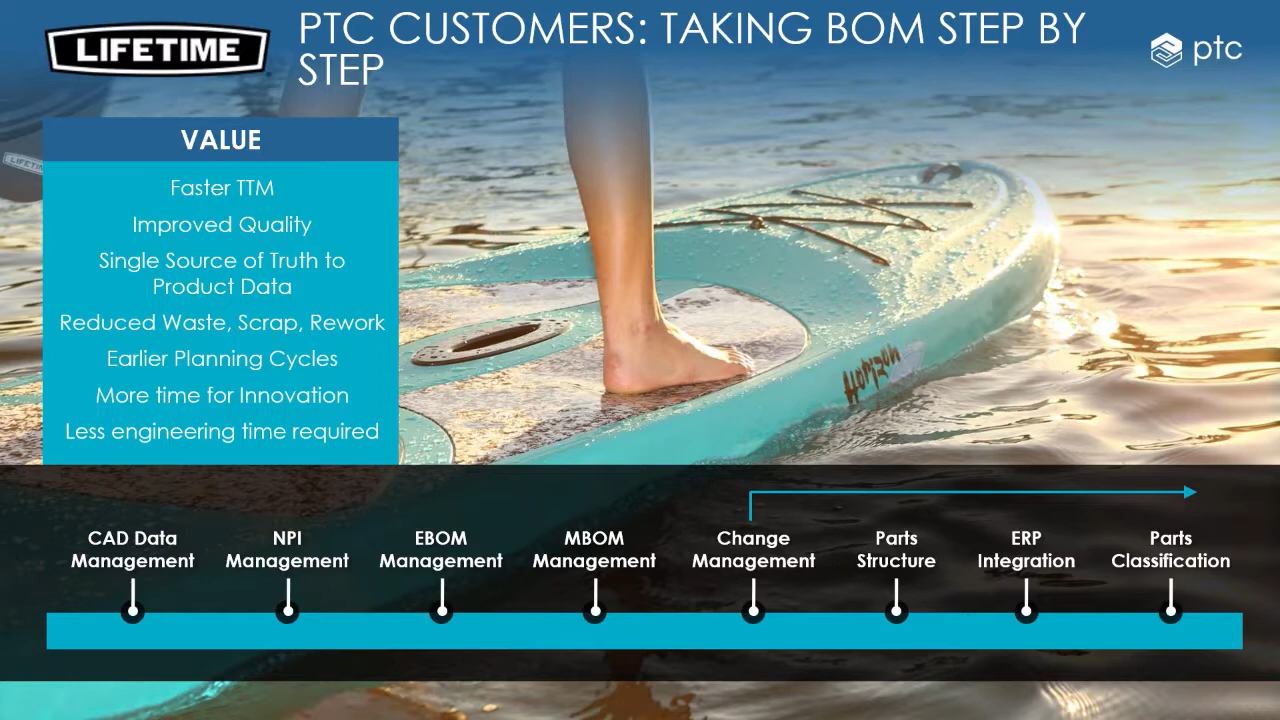 LIFETIME
PTC CUSTOMERS: TAKING BOM STEP BY
STEP
ptc
VALUE
Faster TTM
Improved Quality
Single Source of Truth to
Product Data
Reduced Waste, Scrap, Rework
Earlier Planning Cycles
More time for Innovation
Less engineering time required
CAD Data
Management
NPI
Management
EBOM
Management
MBOM
Management
Change
Management
Parts
Structure
ERP
Integration
Parts
Classification